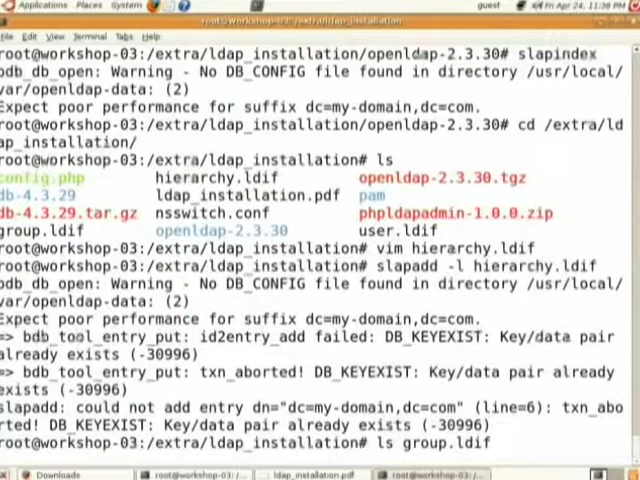 Applications Places System guest Fri Apr 24, 11:36 PM
root@workshop-03: /extra/ldap_installation
File Edit View Terminal Tabs Help
root@workshop-03:/extra/ldap_installation/openldap-2.3.30# slapindex
bdb_db_open: Warning - No DB_CONFIG file found in directory /usr/local/
var/openldap-data: (2)
Expect poor performance for suffix dc=my-domain,dc=com.
root@workshop-03:/extra/ldap_installation/openldap-2.3.30# cd /extra/ld
ap_installation/
root@workshop-03:/extra/ldap_installation# ls
config.php hierarchy.ldif openldap-2.3.30.tgz
db-4.3.29 ldap_installation.pdf pam
db-4.3.29.tar.gz nsswitch.conf phpldapadmin-1.0.0.zip
group.ldif openldap-2.3.30 user.ldif
root@workshop-03:/extra/ldap_installation# vim hierarchy.ldif
root@workshop-03:/extra/ldap_installation# slapadd -l hierarchy.ldif
bdb_db_open: Warning - No DB_CONFIG file found in directory /usr/local/
var/openldap-data: (2)
Expect poor performance for suffix dc=my-domain,dc=com.
=> bdb_tool_entry_put: id2entry_add failed: DB_KEYEXIST: Key/data pair
already exists (-30996)
=> bdb_tool_entry_put: txn_aborted! DB_KEYEXIST: Key/data pair already
exists (-30996)
slapadd: could not add entry dn="dc=my-domain,dc=com" (line=6): txn_abo
rted! DB_KEYEXIST: Key/data pair already exists (-30996)
root@workshop-03:/extra/ldap_installation# ls group.ldif
Downloads root@workshop-03: /... ldap_installation.pdf root@workshop-03: /...